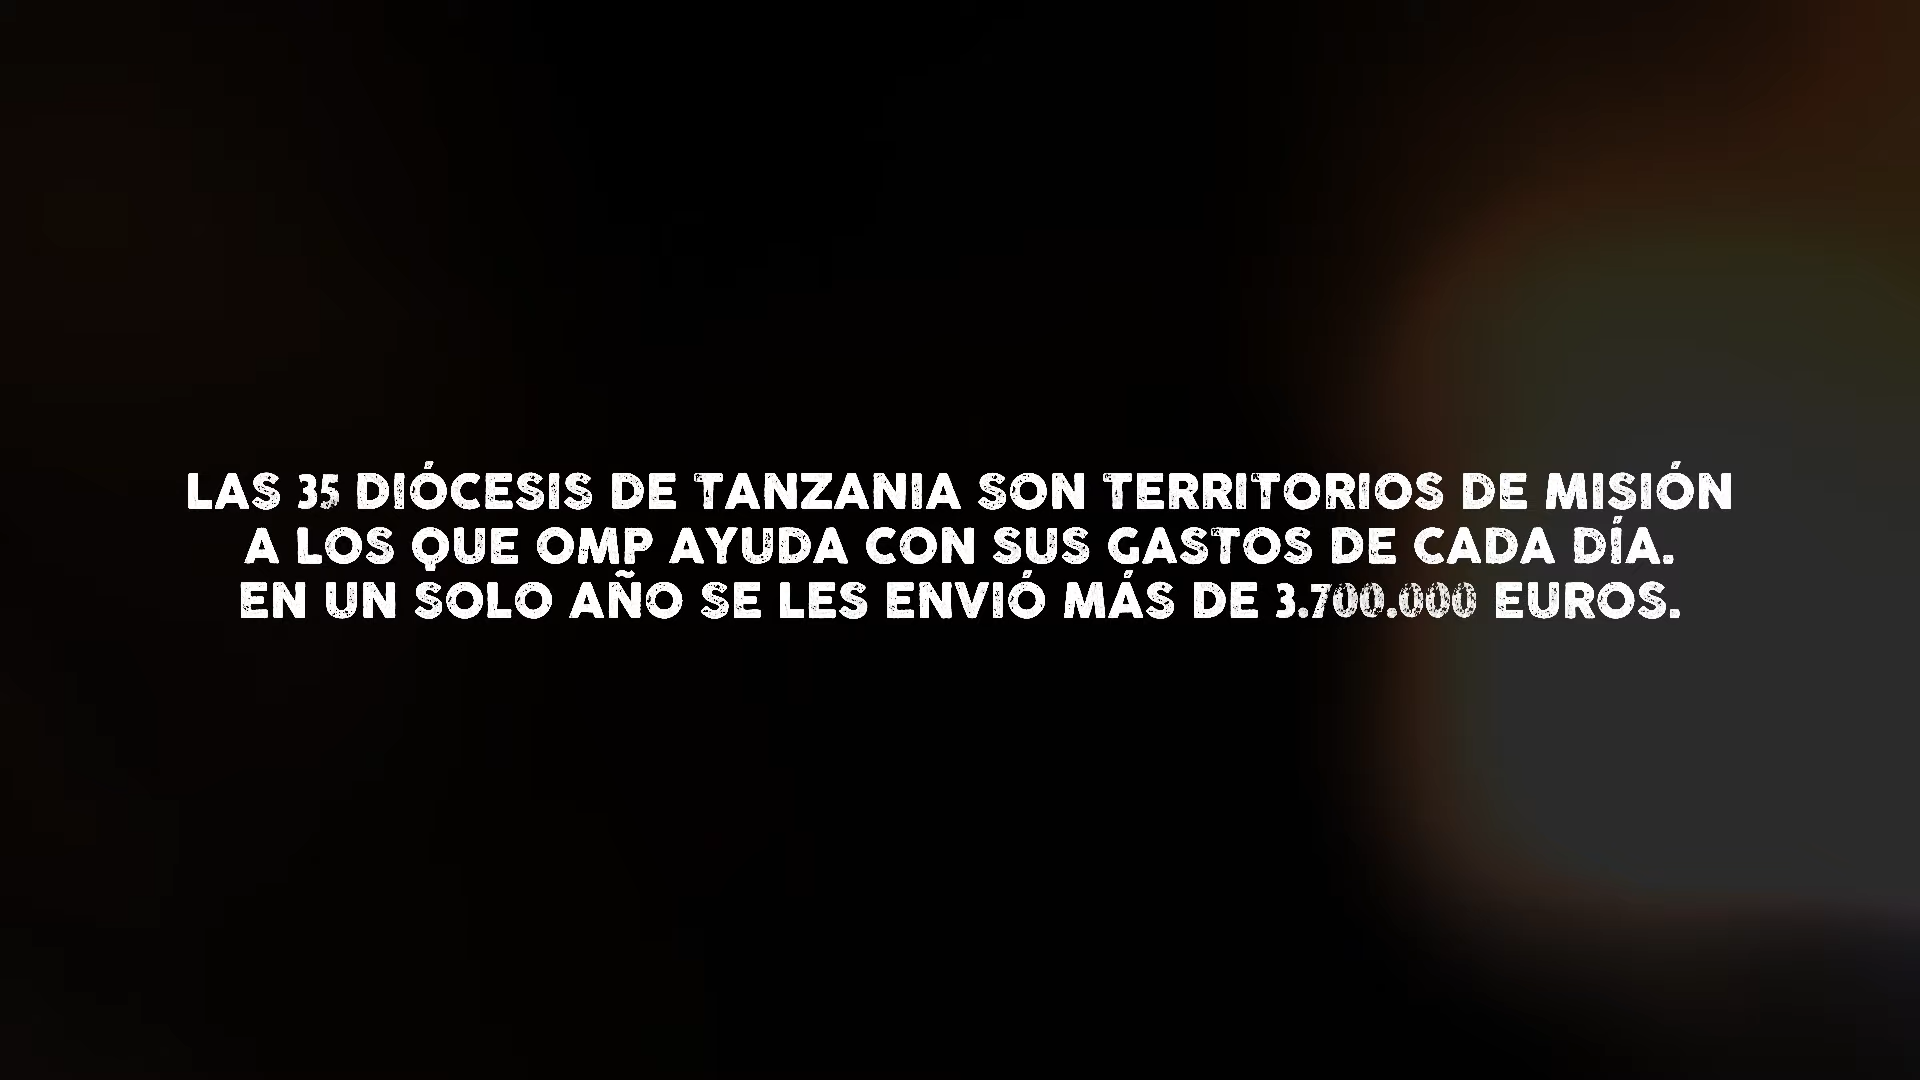 LAS 35 DIÓCESIS DE TANZANIA SON TERRITORIOS DE MISIÓN
A LOS QUE OMP AYUDA CON SUS GASTOS DE CADA DÍA.
EN UN SOLO AÑO SE LES ENVIÓ MÁS DE 3.700.000 EUROS.